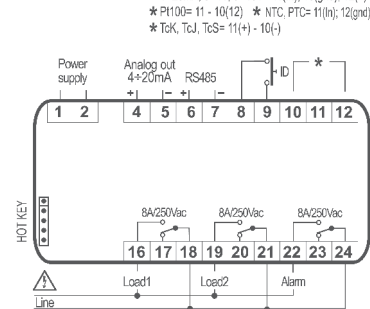 * Pt100= 11 - 10(12) * NTC, PTC= 11(In); 12(gnd)
* TcK, TcJ, TcS= 11(+) - 10(-)
Power supply
Analog out 4÷20mA
RS485
ID
*
+ − + −
1 2 4 5 6 7 8 9 10 11 12
HOT KEY
8A/250Vac 8A/250Vac 8A/250Vac
16 17 18 19 20 21 22 23 24
Load1 Load2 Alarm
Line